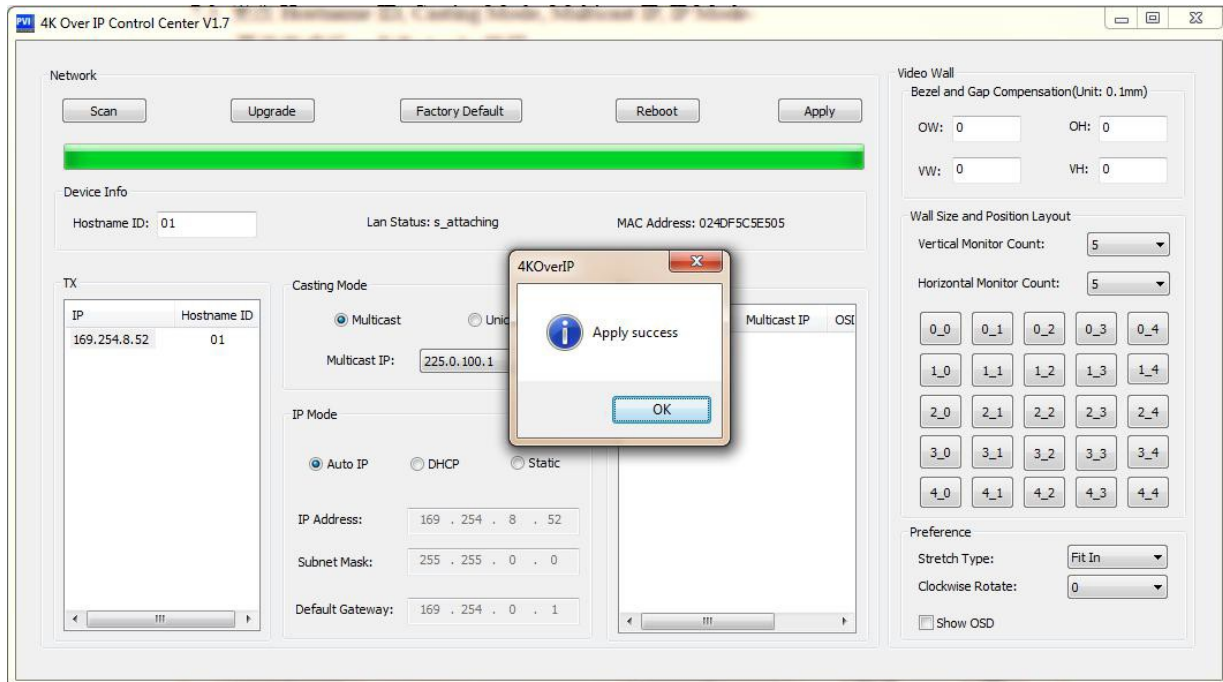 PVI 4K Over IP Control Center V1.7
Network
Scan Upgrade Factory Default Reboot Apply
Device Info
Hostname ID: 01 Lan Status: s_attaching MAC Address: 024DF5C5E505
TX
IP Hostname ID
169.254.8.52 01
Casting Mode
Multicast
Multicast IP: 225.0.100.1
IP Mode
Auto IP DHCP Static
IP Address: 169 . 254 . 8 . 52
Subnet Mask: 255 . 255 . 0 . 0
Default Gateway: 169 . 254 . 0 . 1
4KOverIP
Apply success
OK
Multicast IP
Video Wall
Bezel and Gap Compensation(Unit: 0.1mm)
OW: 0 OH: 0
VW: 0 VH: 0
Wall Size and Position Layout
Vertical Monitor Count: 5
Horizontal Monitor Count: 5
0_0 0_1 0_2 0_3 0_4
1_0 1_1 1_2 1_3 1_4
2_0 2_1 2_2 2_3 2_4
3_0 3_1 3_2 3_3 3_4
4_0 4_1 4_2 4_3 4_4
Preference
Stretch Type: Fit In
Clockwise Rotate: 0
Show OSD